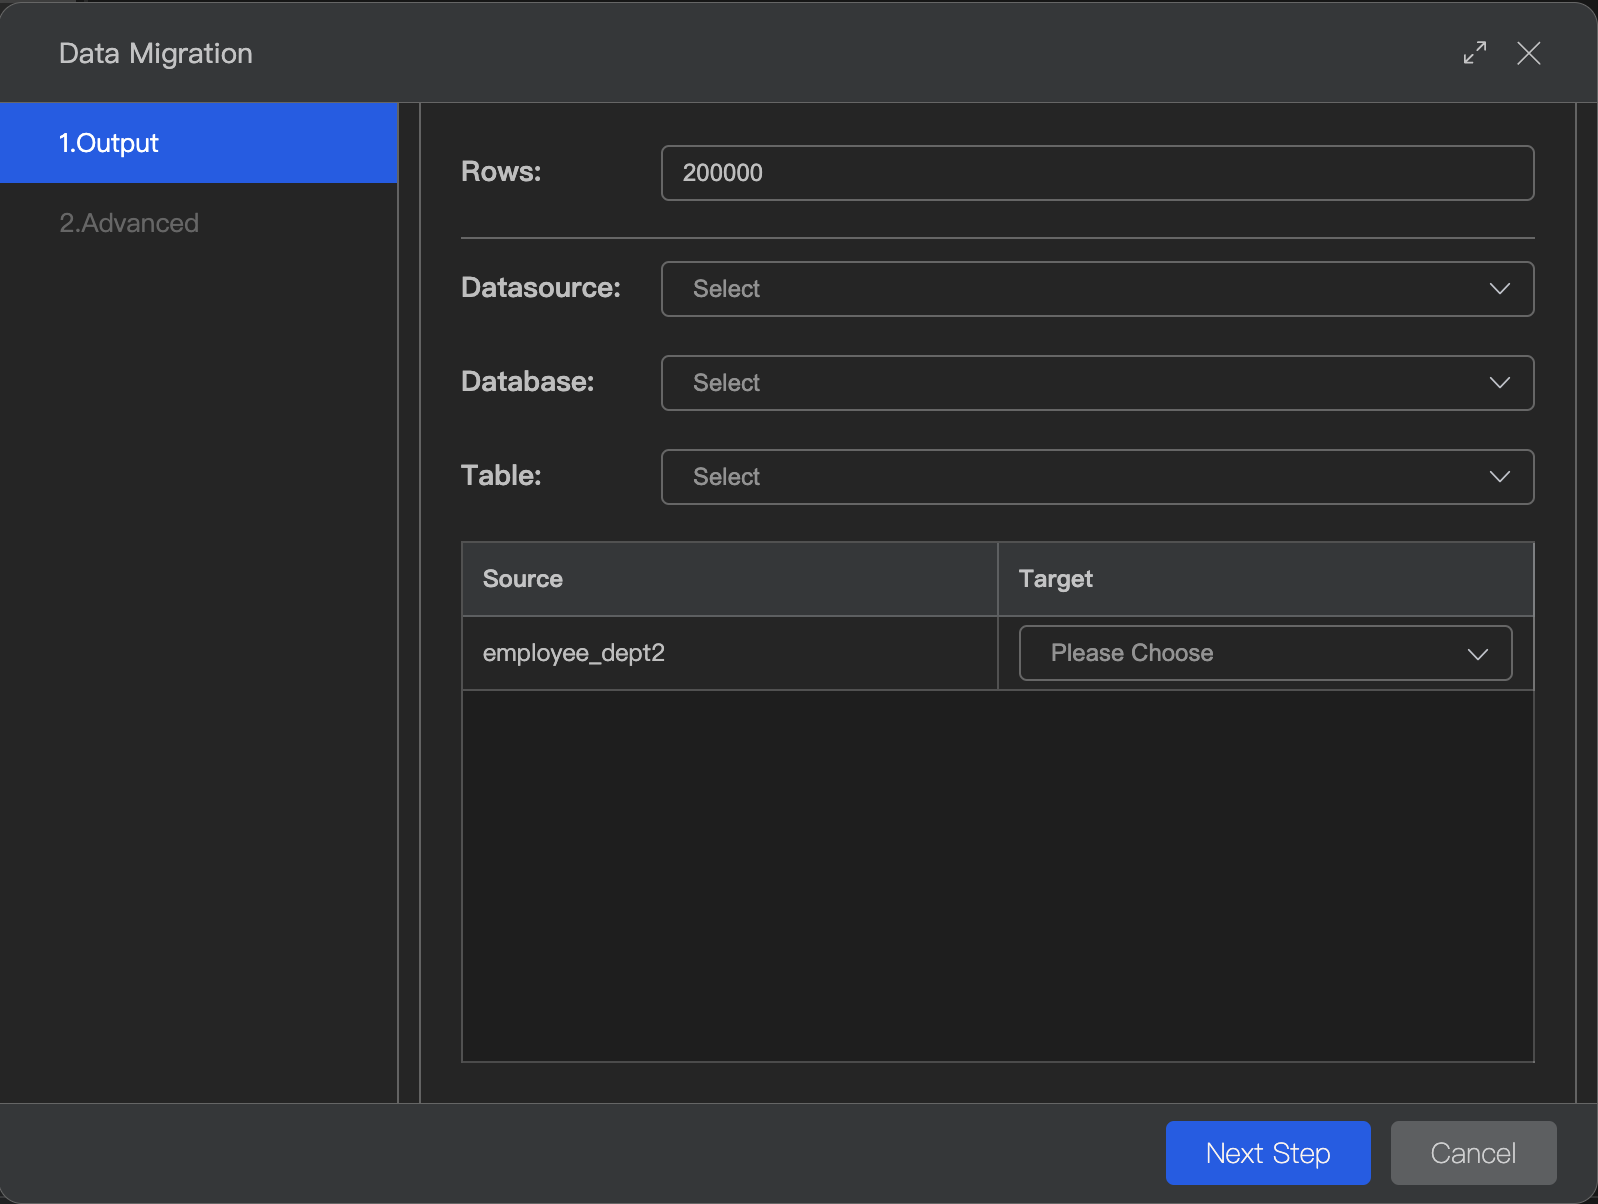 Data Migration
1.Output
2.Advanced
Rows: 200000
Datasource: Select
Database: Select
Table: Select
Source Target
employee_dept2 Please Choose
Next Step Cancel